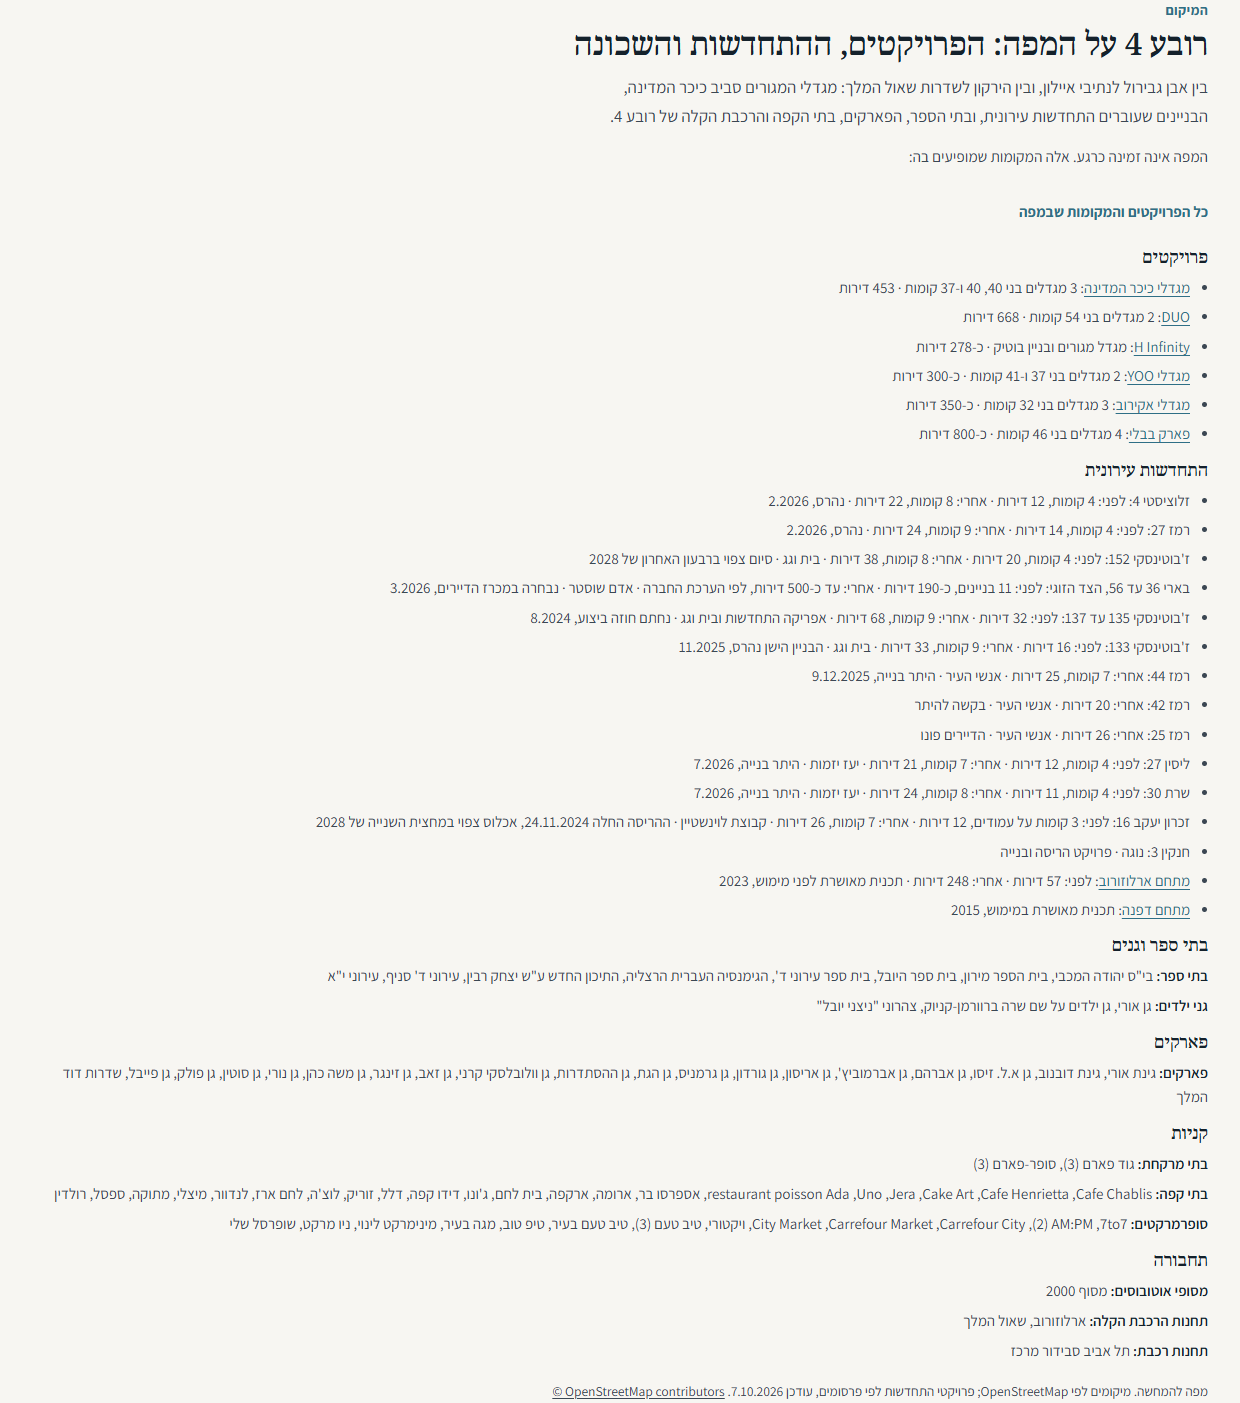 המיקום
רובע 4 על המפה: הפרויקטים, ההתחדשות והשכונה
בין אבן גבירול לנתיבי איילון, ובין הירקון לשדרות שאול המלך: מגדלי המגורים סביב כיכר המדינה,
הבניינים שעוברים התחדשות עירונית, ובתי הספר, הפארקים, בתי הקפה והרכבת הקלה של רובע 4.
המפה אינה זמינה כרגע. אלה המקומות שמופיעים בה:
כל הפרויקטים והמקומות שבמפה
פרויקטים
מגדלי כיכר המדינה: 3 מגדלים בני 40, 40 ו-37 קומות · 453 דירות
DUO: 2 מגדלים בני 54 קומות · 668 דירות
H Infinity: מגדל מגורים ובניין בוטיק · כ-278 דירות
מגדלי YOO: 2 מגדלים בני 37 ו-41 קומות · כ-300 דירות
מגדלי אקירוב: 3 מגדלים בני 32 קומות · כ-350 דירות
פארק בבלי: 4 מגדלים בני 46 קומות · כ-800 דירות
התחדשות עירונית
זלוציסטי 4: לפני: 4 קומות, 12 דירות · אחרי: 8 קומות, 22 דירות · נהרס, 2.2026
רמז 27: לפני: 4 קומות, 14 דירות · אחרי: 9 קומות, 24 דירות · נהרס, 2.2026
ז'בוטינסקי 152: לפני: 4 קומות, 20 דירות · אחרי: 8 קומות, 38 דירות · בית וגג · סיום צפוי ברבעון האחרון של 2028
בארי 36 עד 56, הצד הזוגי: לפני: 11 בניינים, כ-190 דירות · אחרי: עד כ-500 דירות, לפי הערכת החברה · אדם שוסטר · נבחרה במכרז הדיירים, 3.2026
ז'בוטינסקי 135 עד 137: לפני: 32 דירות · אחרי: 9 קומות, 68 דירות · אפריקה התחדשות ובית וגג · נחתם חוזה ביצוע, 8.2024
ז'בוטינסקי 133: לפני: 16 דירות · אחרי: 9 קומות, 33 דירות · בית וגג · הבניין הישן נהרס, 11.2025
רמז 44: אחרי: 7 קומות, 25 דירות · אנשי העיר · היתר בנייה, 9.12.2025
רמז 42: אחרי: 20 דירות · אנשי העיר · בקשה להיתר
רמז 25: אחרי: 26 דירות · אנשי העיר · הדיירים פונו
ליסין 27: לפני: 4 קומות, 12 דירות · אחרי: 7 קומות, 21 דירות · יעז יזמות · היתר בנייה, 7.2026
שרת 30: לפני: 4 קומות, 11 דירות · אחרי: 8 קומות, 24 דירות · יעז יזמות · היתר בנייה, 7.2026
זכרון יעקב 16: לפני: 3 קומות על עמודים, 12 דירות · אחרי: 7 קומות, 26 דירות · קבוצת לוינשטיין · ההריסה החלה 24.11.2024, אכלוס צפוי במחצית השנייה של 2028
חנקין 3: נוגה · פרויקט הריסה ובנייה
מתחם ארלוזורוב: לפני: 57 דירות · אחרי: 248 דירות · תכנית מאושרת לפני מימוש, 2023
מתחם דפנה: תכנית מאושרת במימוש, 2015
בתי ספר וגנים
בתי ספר: בי"ס יהודה המכבי, בית הספר מירון, בית ספר היובל, בית ספר עירוני ד', הגימנסיה העברית הרצליה, התיכון החדש ע"ש יצחק רבין, עירוני ד' סניף, עירוני י"א
גני ילדים: גן אורי, גן ילדים על שם שרה ברוורמן-קניוק, צהרוני "ניצני יובל"
פארקים
פארקים: גינת אורי, גינת דובנוב, גן א.ל. זיסו, גן אברהם, גן אברמוביץ', גן אריסון, גן גורדון, גן גרמניס, גן הגת, גן ההסתדרות, גן וולובלסקי קרני, גן זאב, גן זינגר, גן משה כהן, גן נורי, גן סוטין, גן פולק, גן פייבל, שדרות דוד
המלך
קניות
בתי מרקחת: גוד פארם (3), סופר-פארם (3)
בתי קפה: Cafe Chablis, Cafe Henrietta, Cake Art, Jera, Uno, restaurant poisson Ada, אספרסו בר, ארומה, ארקפה, בית לחם, ג'ונו, דידו קפה, דלל, זוריק, לוצ'ה, לחם ארז, לנדוור, מיצלי, מתוקה, ספסל, רולדין
סופרמרקטים: 7to7, AM:PM (2), Carrefour City, Carrefour Market, City Market, ויקטורי, טיב טעם (3), טיב טעם בעיר, טיפ טוב, מגה בעיר, מינימרקט לינוי, ניו מרקט, שופרסל שלי
תחבורה
מסופי אוטובוסים: מסוף 2000
תחנות הרכבת הקלה: ארלוזורוב, שאול המלך
תחנות רכבת: תל אביב סבידור מרכז
מפה להמחשה. מיקומים לפי OpenStreetMap; פרויקטי התחדשות לפי פרסומים, עודכן 7.10.2026. © OpenStreetMap contributors